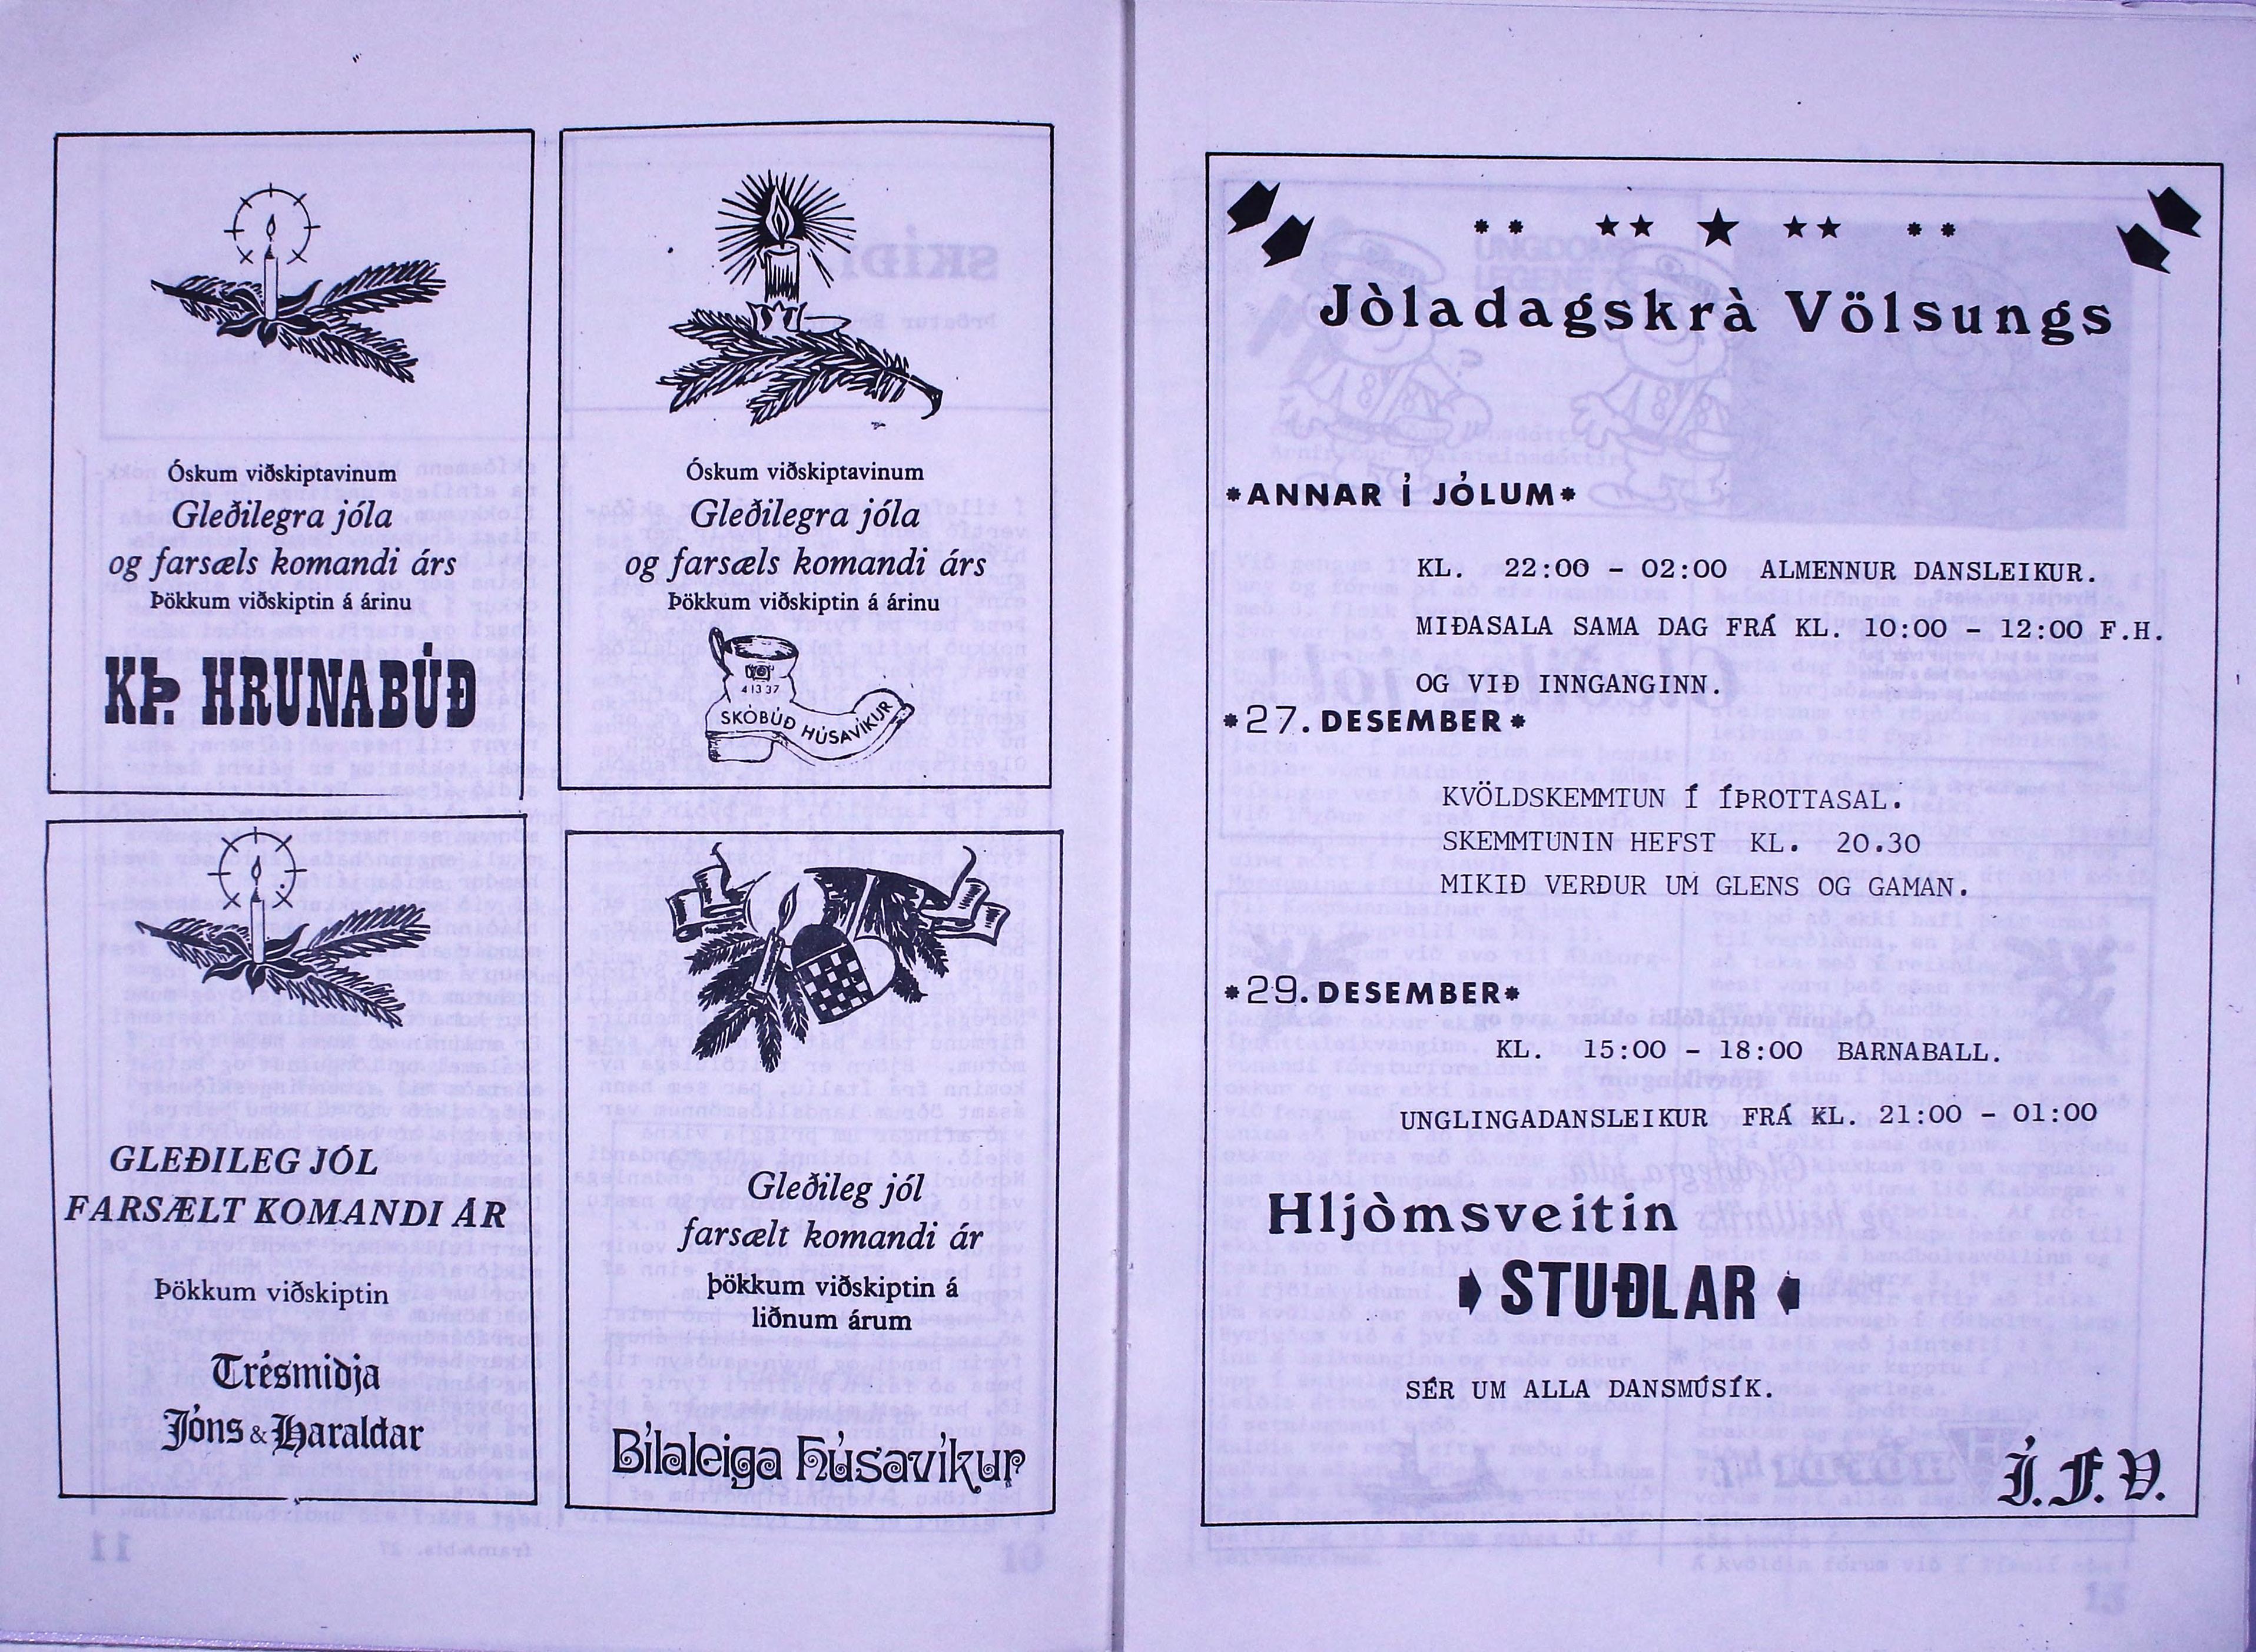 Óskum viðskiptavinum
Gleðilegra jóla
og farsæls komandi árs
Þökkum viðskiptin á árinu
KÞ. HRUNABÚÐ
Óskum viðskiptavinum
Gleðilegra jóla
og farsæls komandi árs
Þökkum viðskiptin á árinu
41337
SKÓBÚÐ HÚSAVÍKUR
GLEÐILEG JÓL
FARSÆLT KOMANDI ÁR
Þökkum viðskiptin
Trésmiðja
Jóns & Haraldar
Gleðileg jól
farsælt komandi ár
þökkum viðskiptin á
liðnum árum
Bílaleiga Húsavíkur
Jòladagskrà Völsungs
*ANNAR Í JÓLUM*
KL. 22:00 - 02:00 ALMENNUR DANSLEIKUR.
MIÐASALA SAMA DAG FRÁ KL. 10:00 - 12:00 F.H.
OG VIÐ INNGANGINN.
*27. DESEMBER*
KVÖLDSKEMMTUN Í ÍÞROTTASAL.
SKEMMTUNIN HEFST KL. 20.30
MIKIÐ VERÐUR UM GLENS OG GAMAN.
*29. DESEMBER*
KL. 15:00 - 18:00 BARNABALL.
UNGLINGADANSLEIKUR FRÁ KL. 21:00 - 01:00
Hljòmsveitin
STUÐLAR
SÉR UM ALLA DANSMÚSÍK.
Í.F.V.